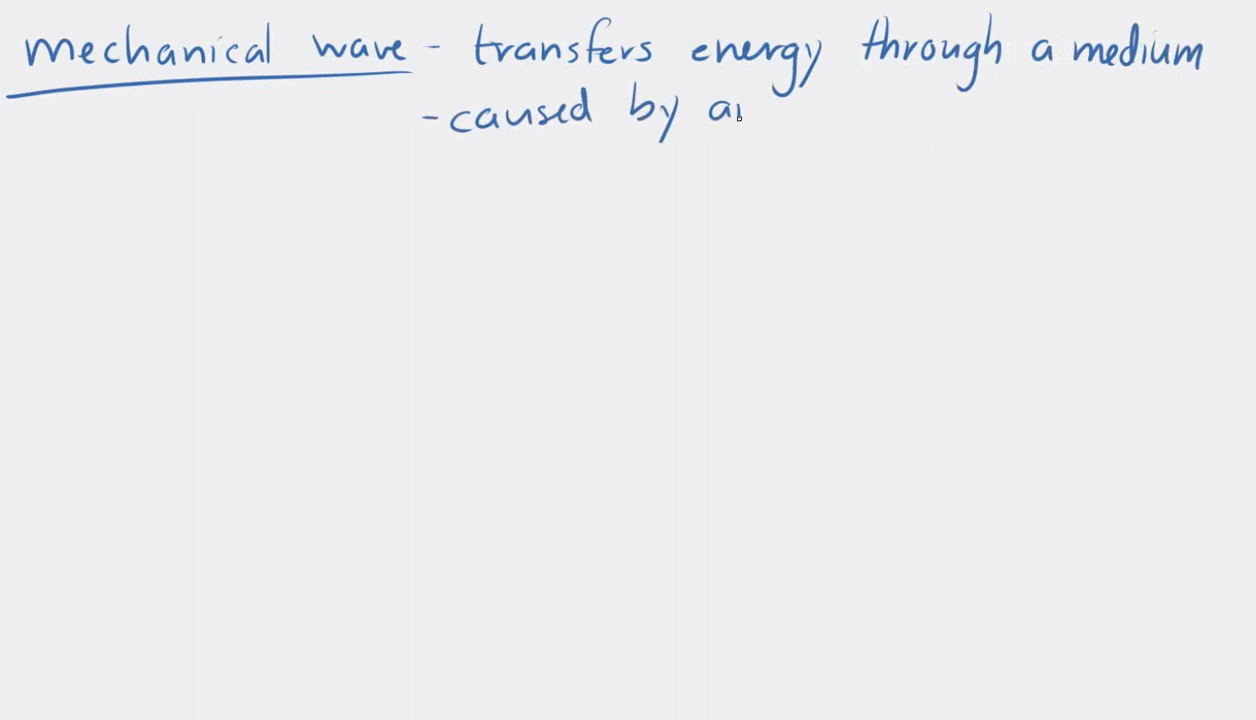 mechanical wave - transfers energy through a medium
- caused by a